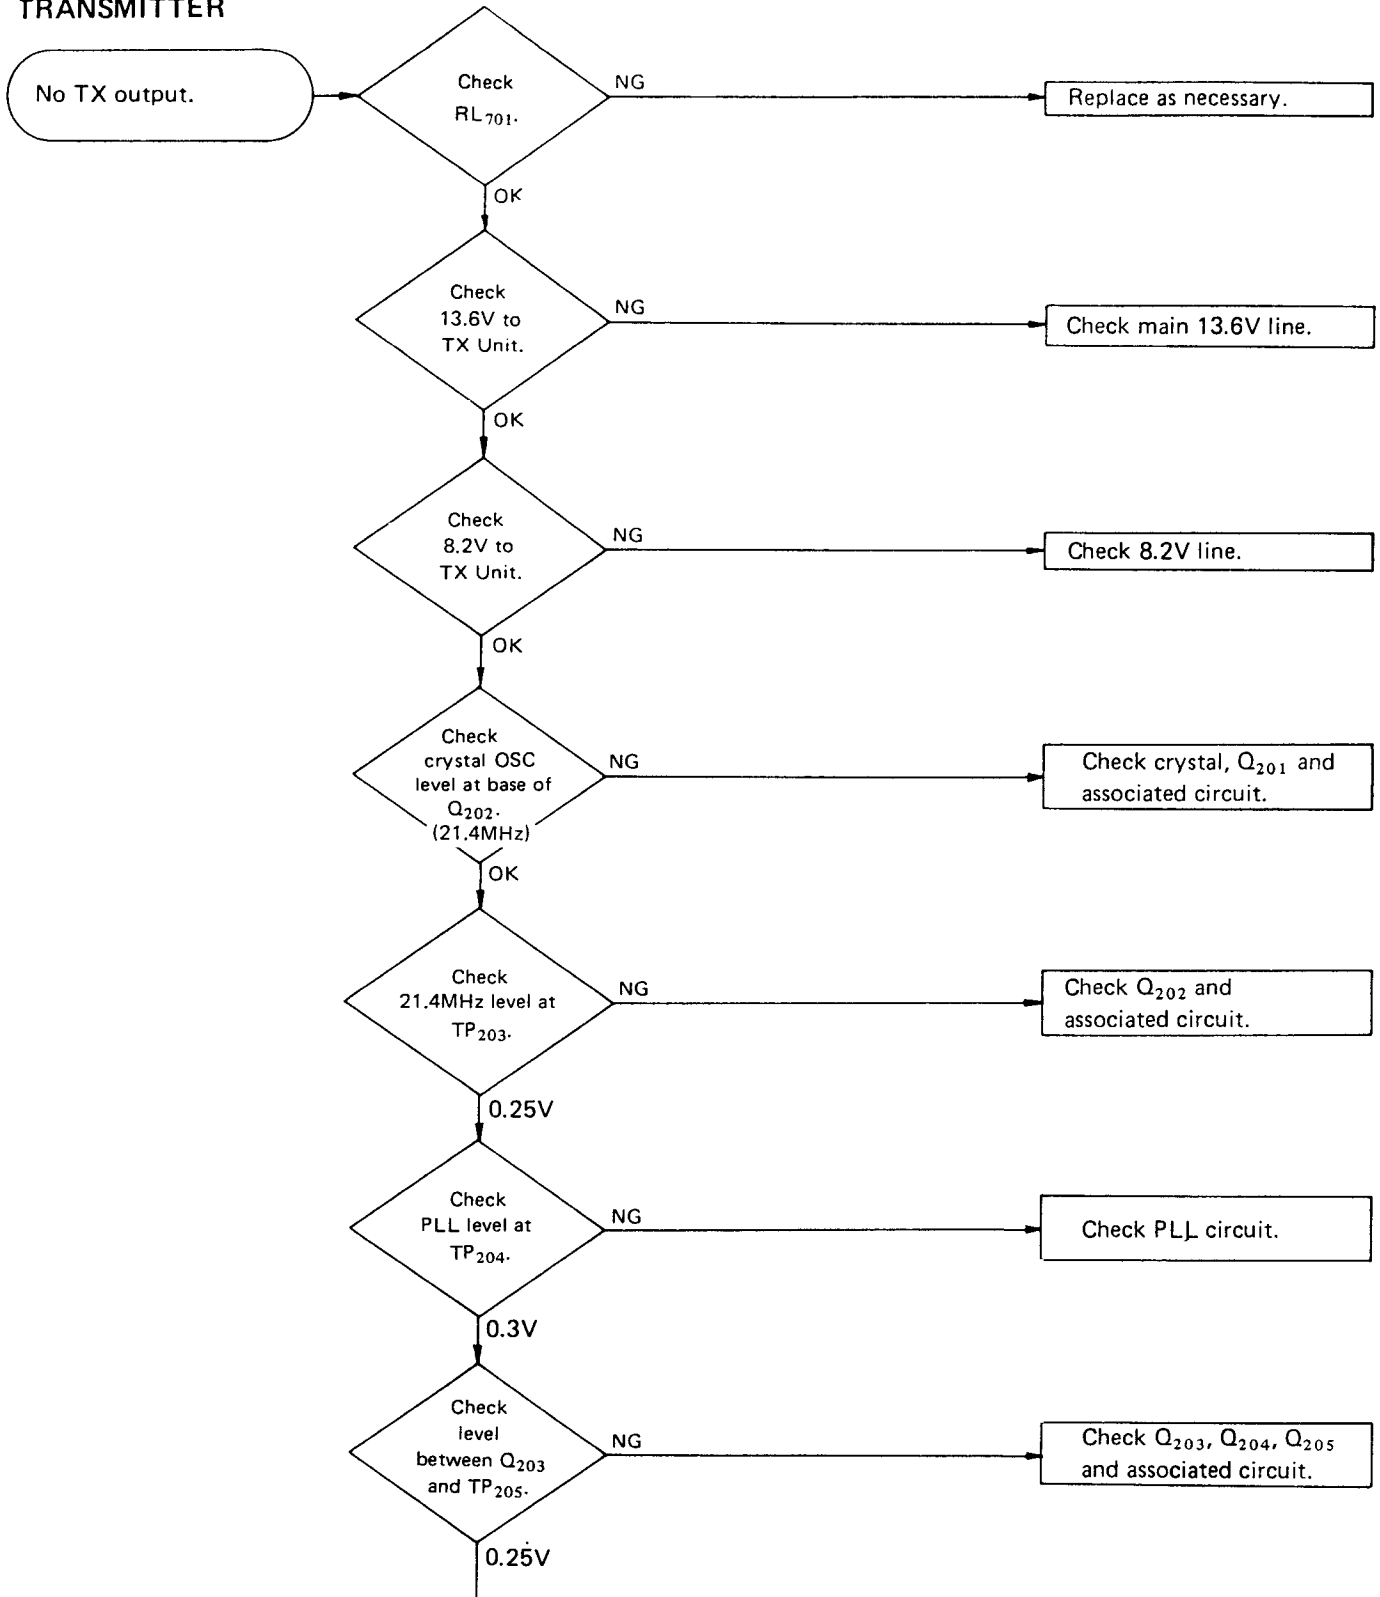 TRANSMITTER
No TX output.
Check
RL701.
NG
Replace as necessary.
OK
Check
13.6V to
TX Unit.
NG
Check main 13.6V line.
OK
Check
8.2V to
TX Unit.
NG
Check 8.2V line.
OK
Check
crystal OSC
level at base of
Q202.
(21.4MHz)
NG
Check crystal, Q201 and
associated circuit.
OK
Check
21.4MHz level at
TP203.
NG
Check Q202 and
associated circuit.
0.25V
Check
PLL level at
TP204.
NG
Check PLL circuit.
0.3V
Check
level
between Q203
and TP205.
NG
Check Q203, Q204, Q205
and associated circuit.
0.25V